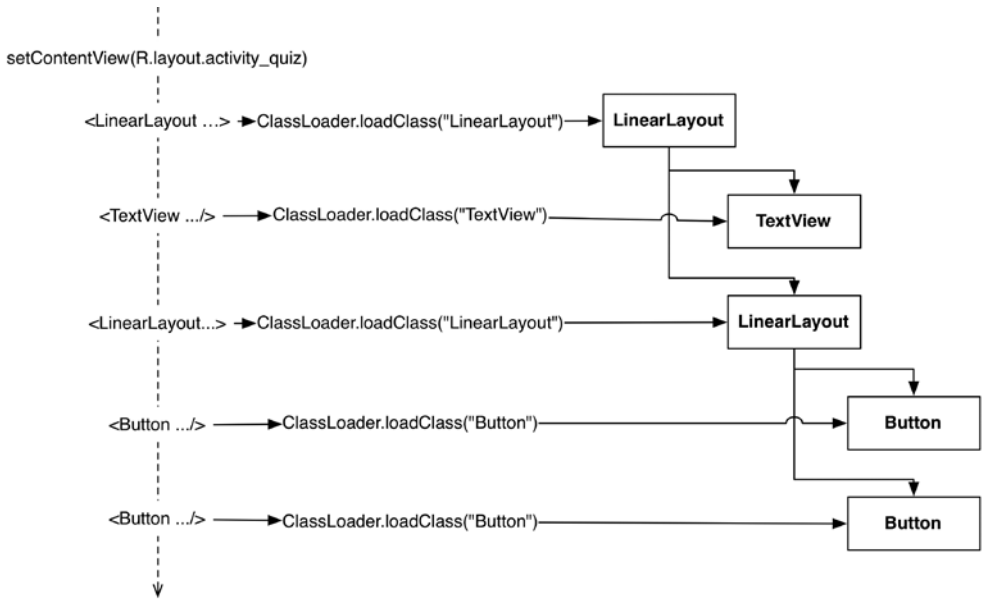 setContentView(R.layout.activity_quiz)
<LinearLayout ...> ClassLoader.loadClass("LinearLayout") LinearLayout
<TextView .../> ClassLoader.loadClass("TextView") TextView
<LinearLayout...> ClassLoader.loadClass("LinearLayout") LinearLayout
<Button .../> ClassLoader.loadClass("Button") Button
<Button .../> ClassLoader.loadClass("Button") Button